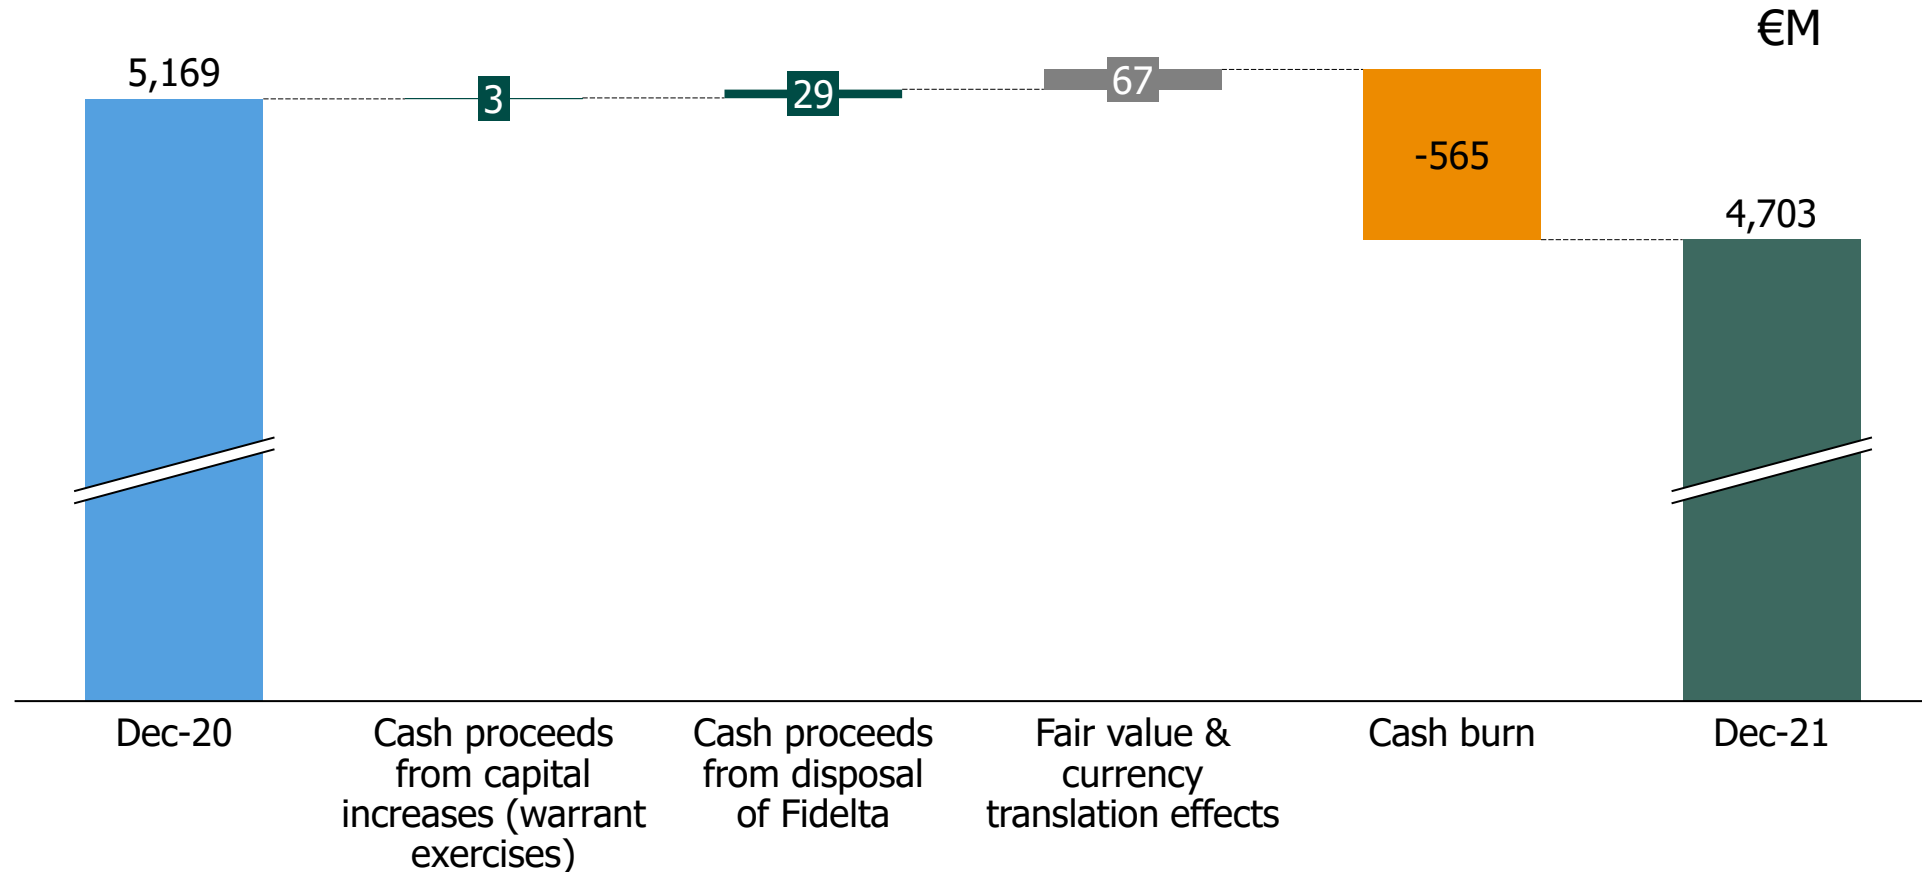 €M
5,169
3
29
67
-565
4,703
Dec-20
Cash proceeds
from capital
increases (warrant
exercises)
Cash proceeds
from disposal
of Fidelta
Fair value &
currency
translation effects
Cash burn
Dec-21